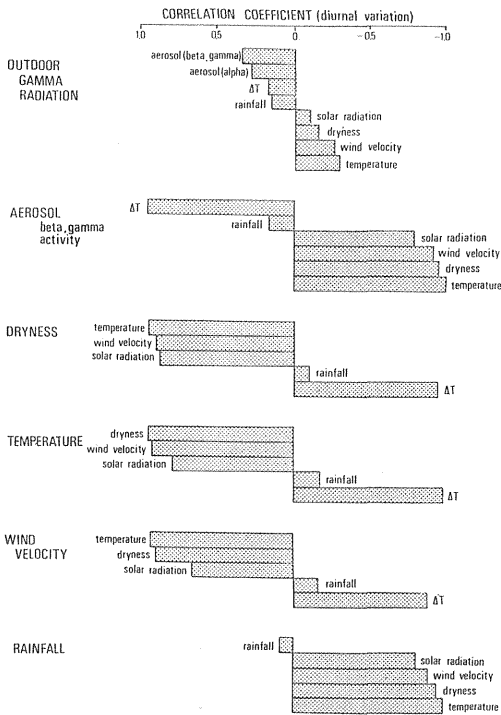 CORRELATION COEFFICIENT (diurnal variation)
1.0 0.5 0. -0.5 -1.0
OUTDOOR
GAMMA
RADIATION
aerosol(beta,gamma)
aerosol(alpha)
ΔT
rainfall
solar radiation
dryness
wind velocity
temperature
AEROSOL
beta,gamma
activity
ΔT
rainfall
solar radiation
wind velocity
dryness
temperature
DRYNESS
temperature
wind velocity
solar radiation
rainfall
ΔT
TEMPERATURE
dryness
wind velocity
solar radiation
rainfall
ΔT
WIND
VELOCITY
temperature
dryness
solar radiation
rainfall
ΔT
RAINFALL
rainfall
solar radiation
wind velocity
dryness
temperature